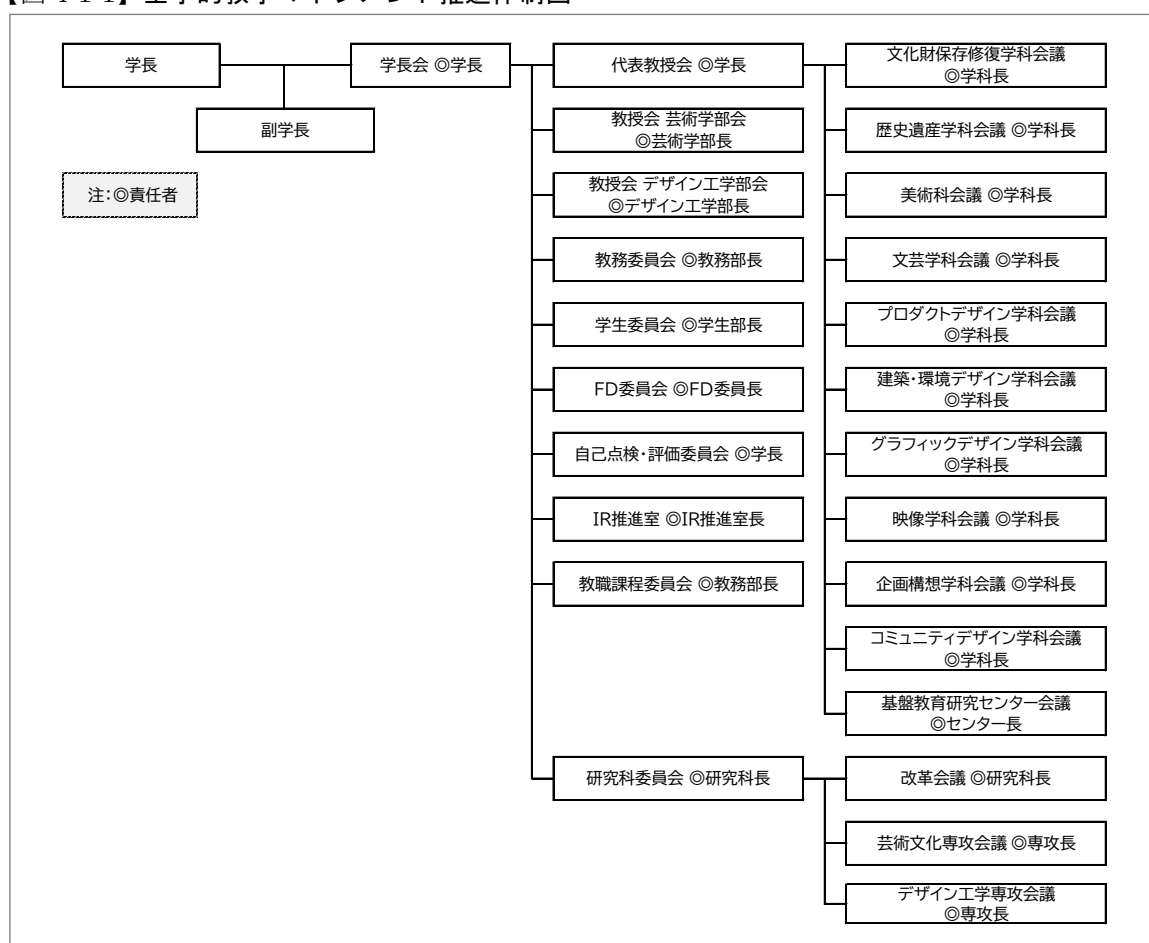 学長
学長会 ◎学長
副学長
注:◎責任者
代表教授会 ◎学長
教授会 芸術学部会
◎芸術学部長
教授会 デザイン工学部会
◎デザイン工学部長
教務委員会 ◎教務部長
学生委員会 ◎学生部長
FD委員会 ◎FD委員長
自己点検・評価委員会 ◎学長
IR推進室 ◎IR推進室長
教職課程委員会 ◎教務部長
研究科委員会 ◎研究科長
文化財保存修復学科会議
◎学科長
歴史遺産学科会議 ◎学科長
美術科会議 ◎学科長
文芸学科会議 ◎学科長
プロダクトデザイン学科会議
◎学科長
建築・環境デザイン学科会議
◎学科長
グラフィックデザイン学科会議
◎学科長
映像学科会議 ◎学科長
企画構想学科会議 ◎学科長
コミュニティデザイン学科会議
◎学科長
基盤教育研究センター会議
◎センター長
改革会議 ◎研究科長
芸術文化専攻会議 ◎専攻長
デザイン工学専攻会議
◎専攻長